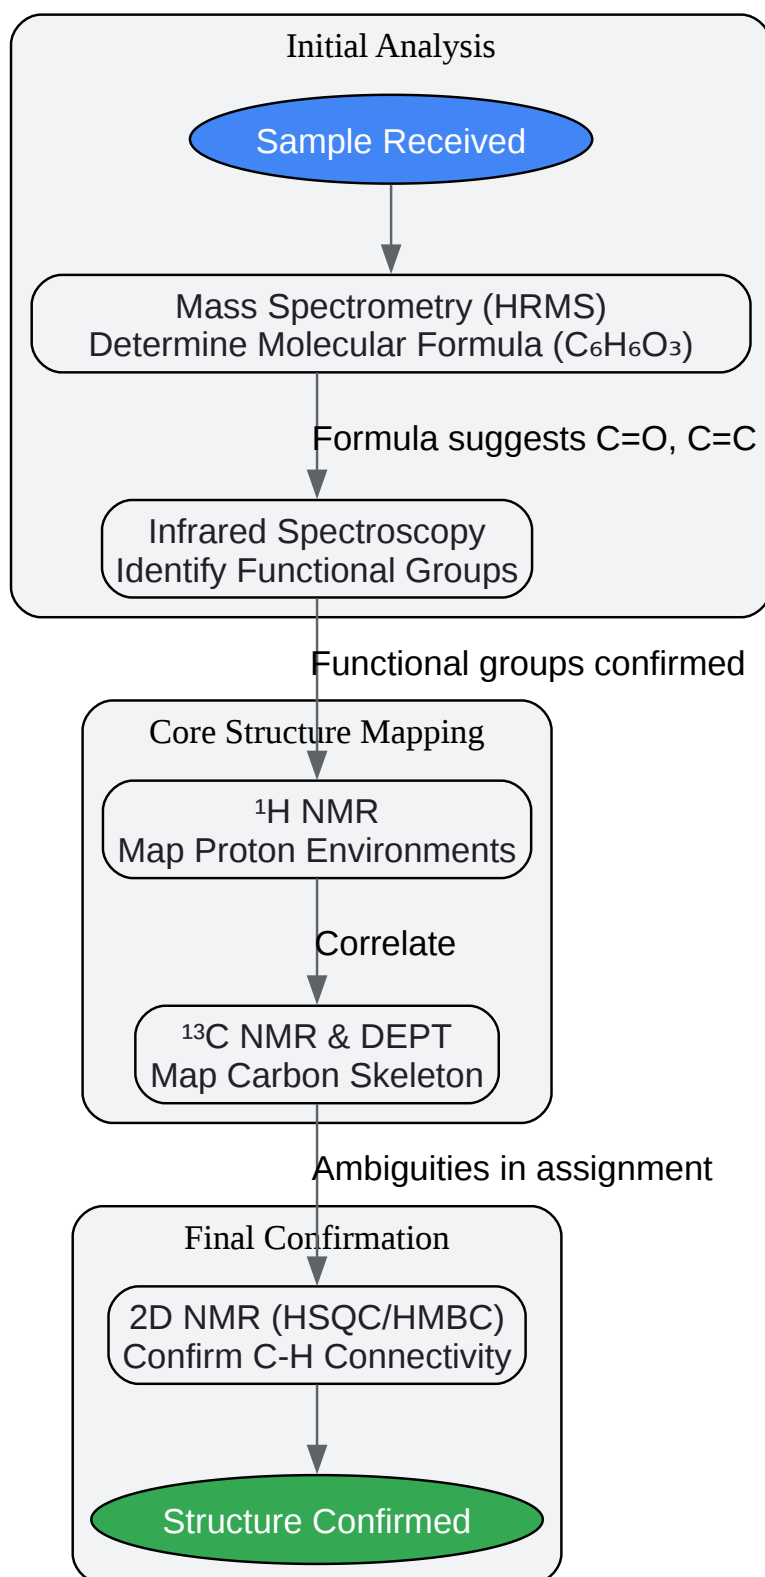 Initial Analysis
Sample Received
Mass Spectrometry (HRMS)
Determine Molecular Formula (C₆H₆O₃)
Formula suggests C=O, C=C
Infrared Spectroscopy
Identify Functional Groups
Functional groups confirmed
Core Structure Mapping
¹H NMR
Map Proton Environments
Correlate
¹³C NMR & DEPT
Map Carbon Skeleton
Ambiguities in assignment
Final Confirmation
2D NMR (HSQC/HMBC)
Confirm C-H Connectivity
Structure Confirmed